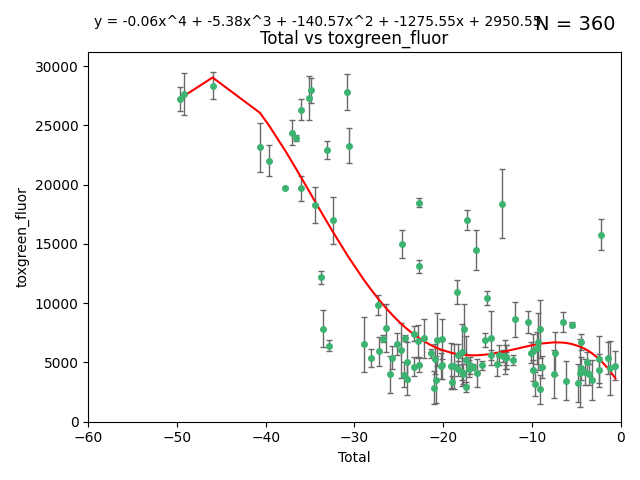 y = -0.06x^4 + -5.38x^3 + -140.57x^2 + -1275.55x + 2950.55
N = 360
Total vs toxgreen_fluor
30000
25000
20000
15000
10000
5000
0
toxgreen_fluor
−60 −50 −40 −30 −20 −10 0
Total